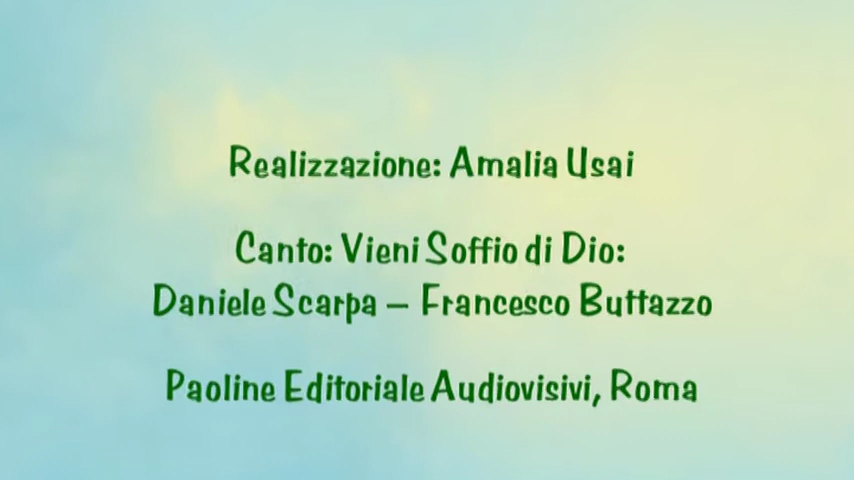 Realizzazione: Amalia Usai
Canto: Vieni Soffio di Dio:
Daniele Scarpa – Francesco Buttazzo
Paoline Editoriale Audiovisivi, Roma